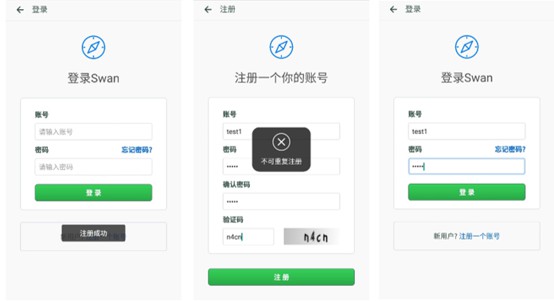 登录
登录Swan
账号
请输入账号
密码
忘记密码?
请输入密码
登录
注册成功
注册
注册一个你的账号
账号
test1
密码
•••••
不可重复注册
确认密码
•••••
验证码
n4cn
n4cn
注册
登录
登录Swan
账号
test1
密码
忘记密码?
•••••
登录
新用户? 注册一个账号